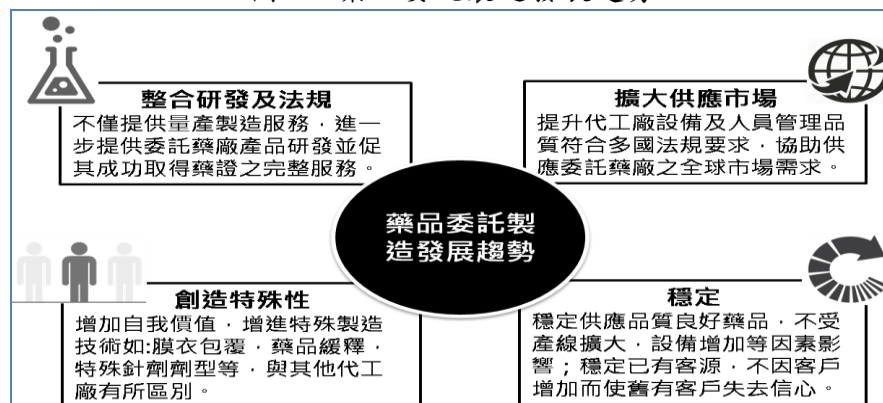 整合研發及法規
不僅提供量產製造服務，進一
步提供委託藥廠產品研發並促
其成功取得藥證之完整服務。
擴大供應市場
提升代工廠設備及人員管理品
質符合多國法規要求，協助供
應委託藥廠之全球市場需求。
藥品委託製
造發展趨勢
創造特殊性
增加自我價值，增進特殊製造
技術如:膜衣包覆，藥品緩釋，
特殊針劑劑型等，與其他代工
廠有所區別。
穩定
穩定供應品質良好藥品，不受
產線擴大，設備增加等因素影
響；穩定已有客源，不因客戶
增加而使舊有客戶失去信心。